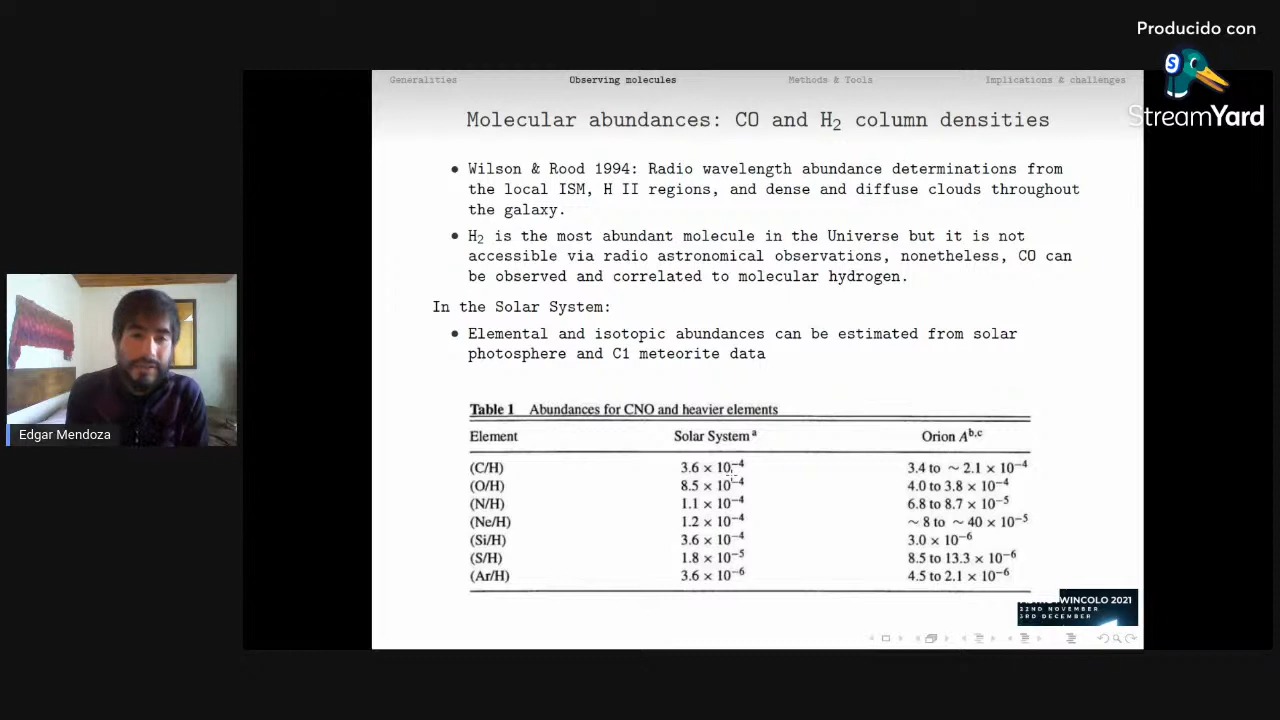 Producido con
StreamYard
Generalities Observing molecules Methods & Tools Implications & challenges
Molecular abundances: CO and H2 column densities
• Wilson & Rood 1994: Radio wavelength abundance determinations from
the local ISM, H II regions, and dense and diffuse clouds throughout
the galaxy.
• H2 is the most abundant molecule in the Universe but it is not
accessible via radio astronomical observations, nonetheless, CO can
be observed and correlated to molecular hydrogen.
In the Solar System:
• Elemental and isotopic abundances can be estimated from solar
photosphere and C1 meteorite data
Table 1 Abundances for CNO and heavier elements
Element Solar System a Orion A b,c
(C/H) 3.6 × 10−4 3.4 to ~ 2.1 × 10−4
(O/H) 8.5 × 10−4 4.0 to 3.8 × 10−4
(N/H) 1.1 × 10−4 6.8 to 8.7 × 10−5
(Ne/H) 1.2 × 10−4 ~ 8 to ~ 40 × 10−5
(Si/H) 3.6 × 10−4 3.0 × 10−6
(S/H) 1.8 × 10−5 8.5 to 13.3 × 10−6
(Ar/H) 3.6 × 10−6 4.5 to 2.1 × 10−6
WINCOLO 2021
22ND NOVEMBER
3RD DECEMBER
Edgar Mendoza